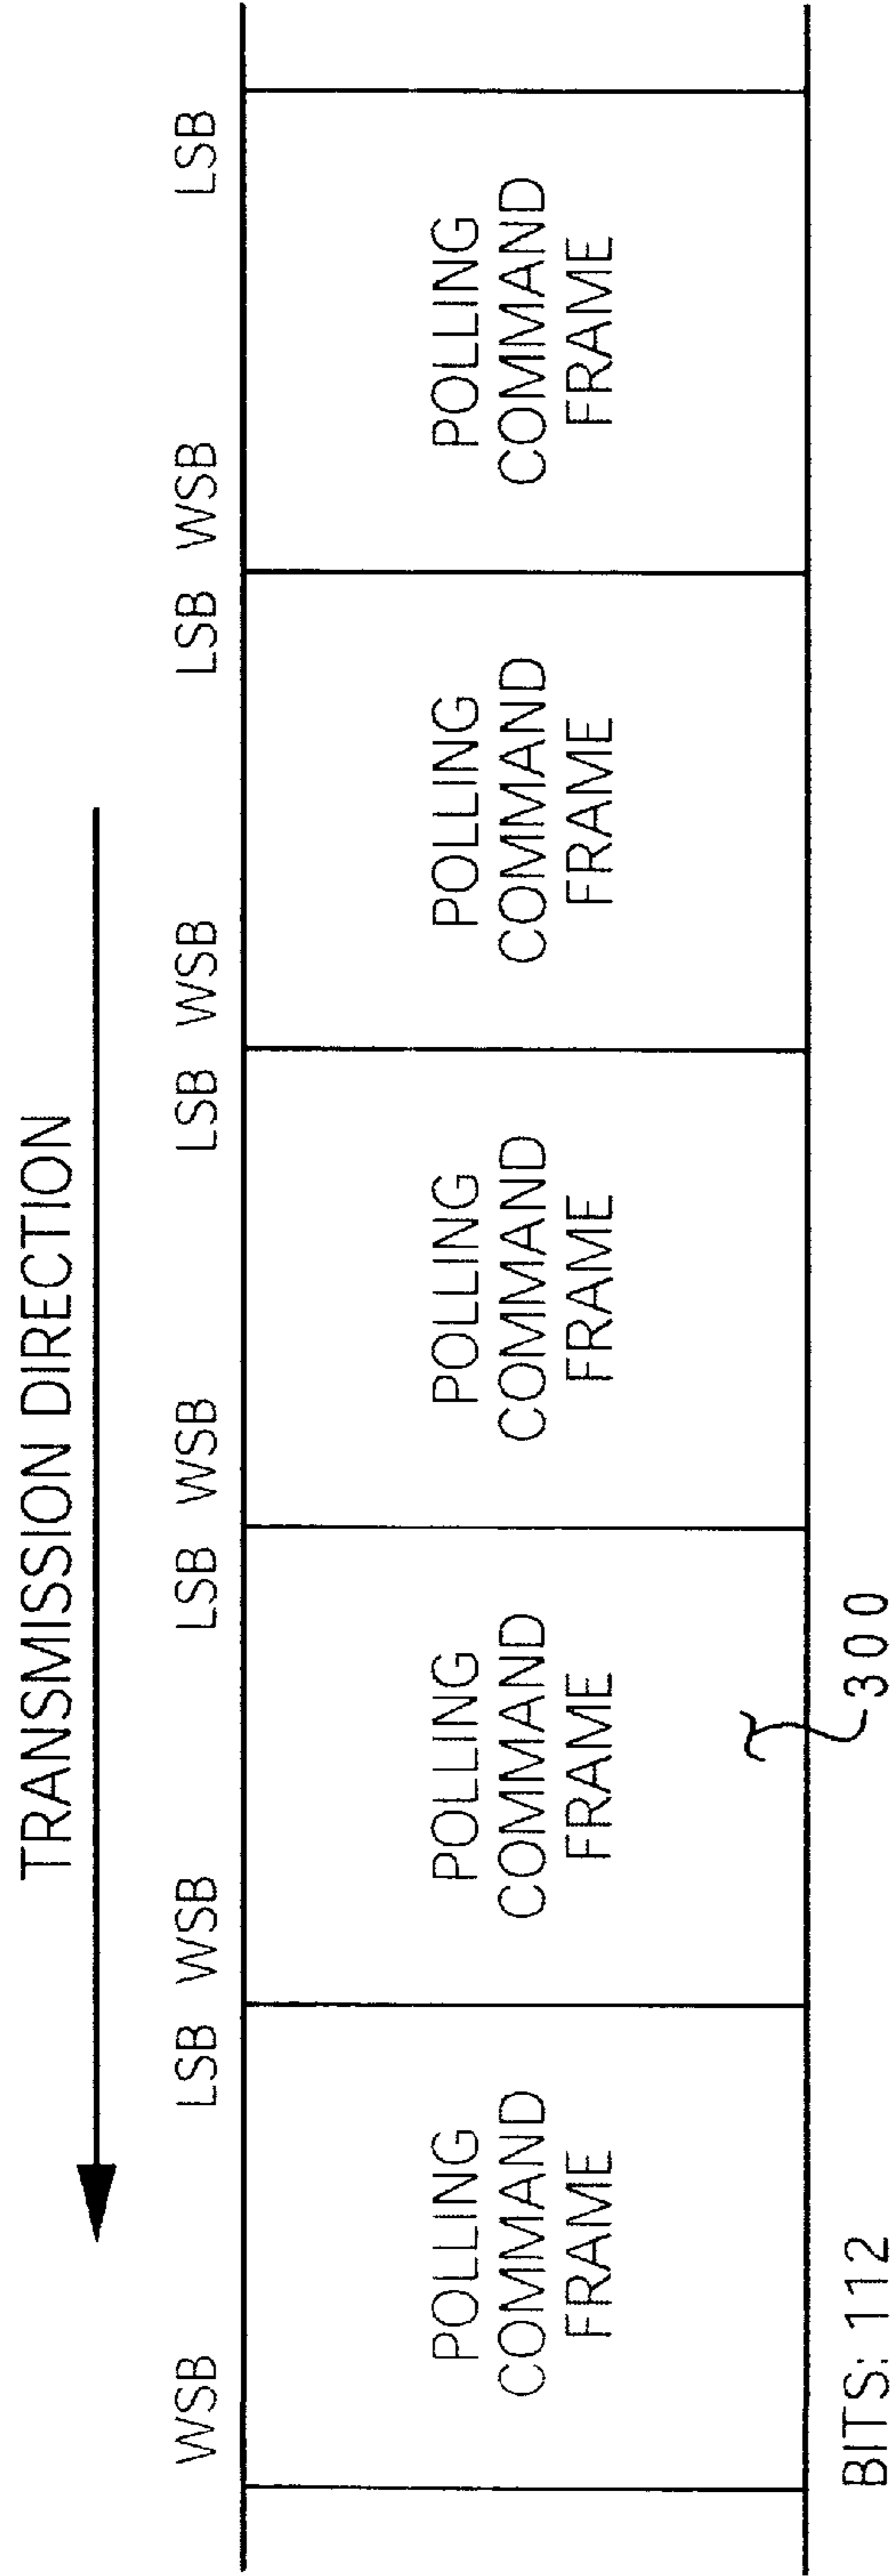 TRANSMISSION DIRECTION
WSB LSB WSB LSB WSB LSB WSB LSB WSB LSB
POLLING
COMMAND
FRAME
POLLING
COMMAND
FRAME
POLLING
COMMAND
FRAME
POLLING
COMMAND
FRAME
POLLING
COMMAND
FRAME
BITS: 112
300